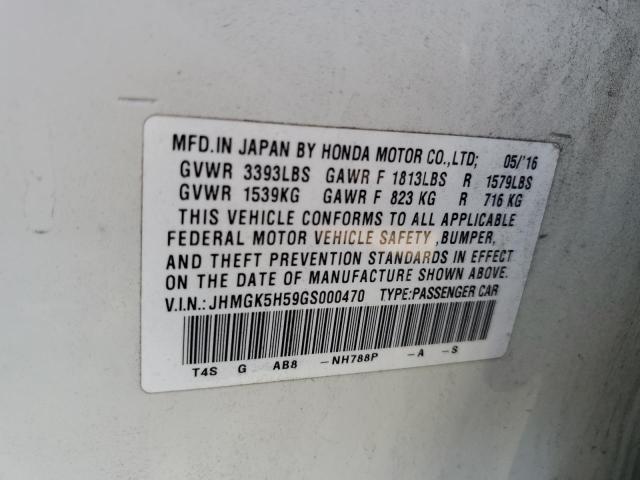 MFD.IN JAPAN BY HONDA MOTOR CO.,LTD; 05/'16
GVWR 3393LBS GAWR F 1813LBS R 1579LBS
GVWR 1539KG GAWR F 823 KG R 716 KG
THIS VEHICLE CONFORMS TO ALL APPLICABLE
FEDERAL MOTOR VEHICLE SAFETY ,BUMPER,
AND THEFT PREVENTION STANDARDS IN EFFECT
ON THE DATE OF MANUFACTURE SHOWN ABOVE.
V.I.N.:JHMGK5H59GS000470 TYPE:PASSENGER CAR
T4S G AB8 -NH788P -A -S